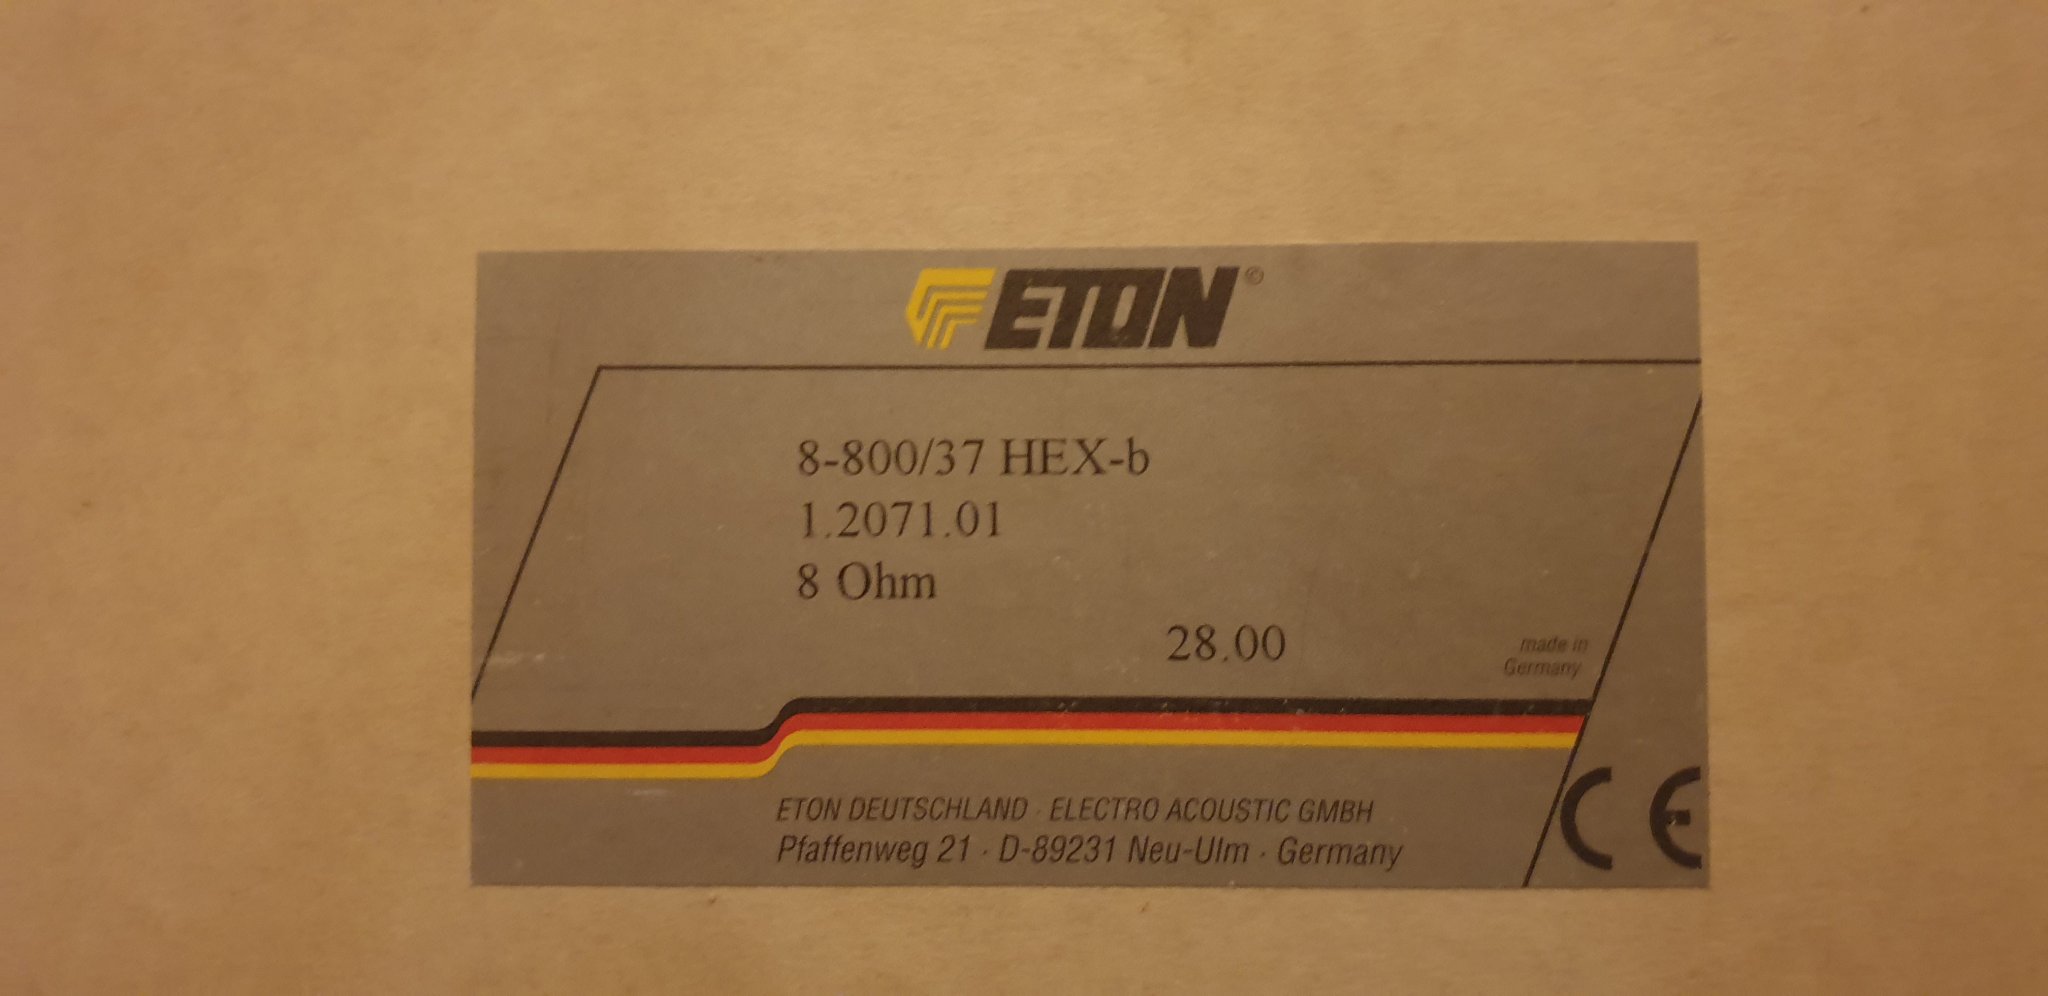 ETON©
8-800/37 HEX-b
1.2071.01
8 Ohm
28.00
made in
Germany
ETON DEUTSCHLAND · ELECTRO ACOUSTIC GMBH
Pfaffenweg 21 · D-89231 Neu-Ulm · Germany
CE